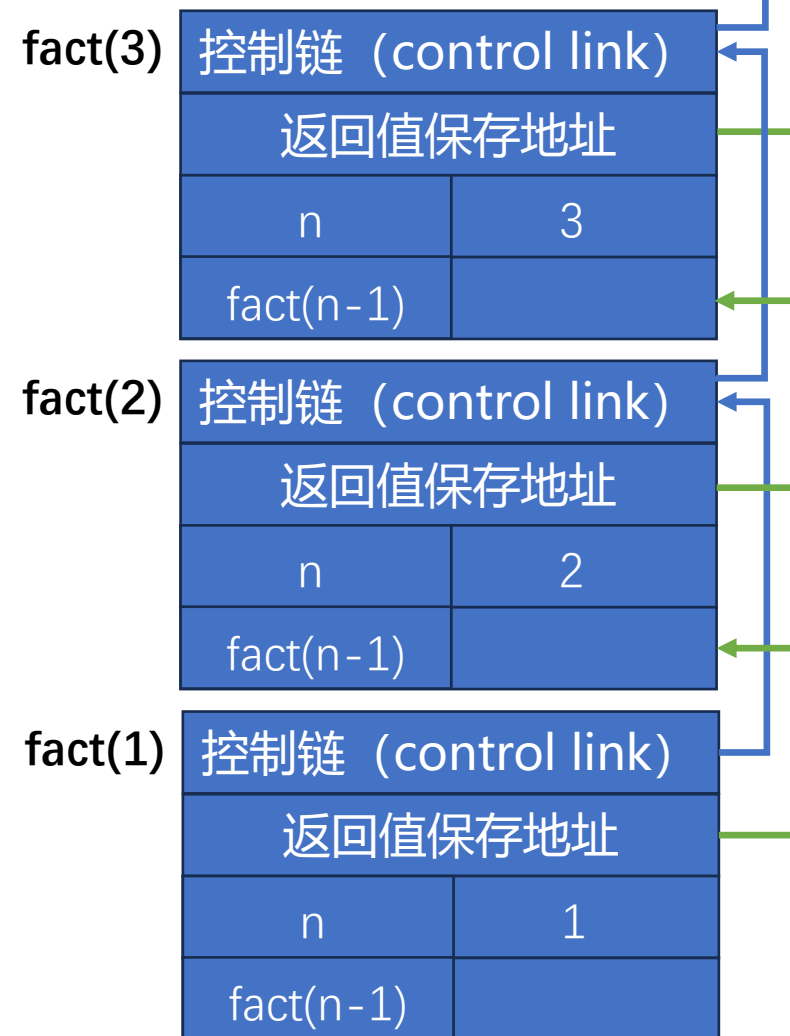 fact(3) 控制链（control link）
返回值保存地址
n 3
fact(n-1)
fact(2) 控制链（control link）
返回值保存地址
n 2
fact(n-1)
fact(1) 控制链（control link）
返回值保存地址
n 1
fact(n-1)